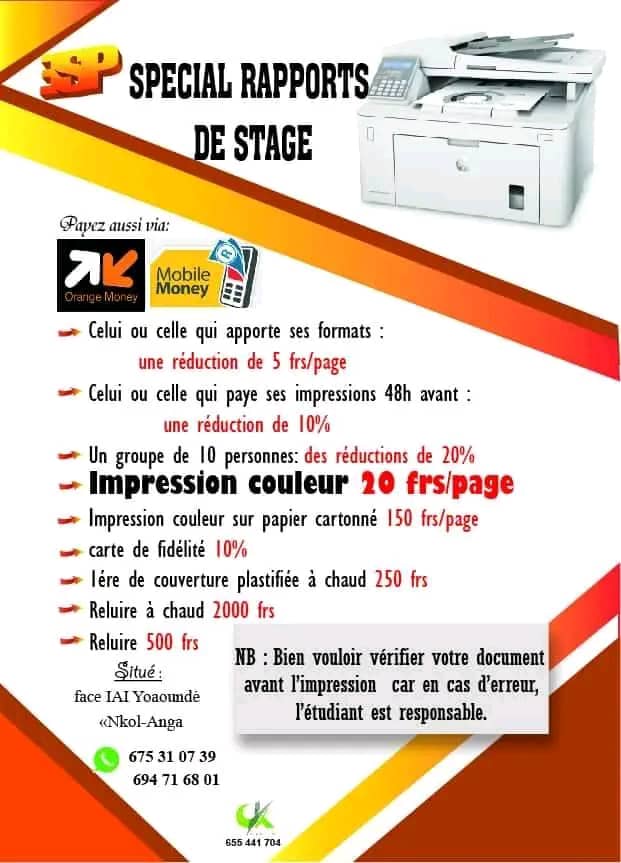 SSP
SPECIAL RAPPORTS
DE STAGE
Payez aussi via:
Orange Money
Mobile
Money
Celui ou celle qui apporte ses formats :
une réduction de 5 frs/page
Celui ou celle qui paye ses impressions 48h avant :
une réduction de 10%
Un groupe de 10 personnes: des réductions de 20%
Impression couleur 20 frs/page
Impression couleur sur papier cartonné 150 frs/page
carte de fidélité 10%
1ére de couverture plastifiée à chaud 250 frs
Reluire à chaud 2000 frs
Reluire 500 frs
NB : Bien vouloir vérifier votre document
avant l'impression car en cas d'erreur,
l'étudiant est responsable.
Situé :
face IAI Yoaoundé
«Nkol-Anga
675 31 07 39
694 71 68 01
655 441 704